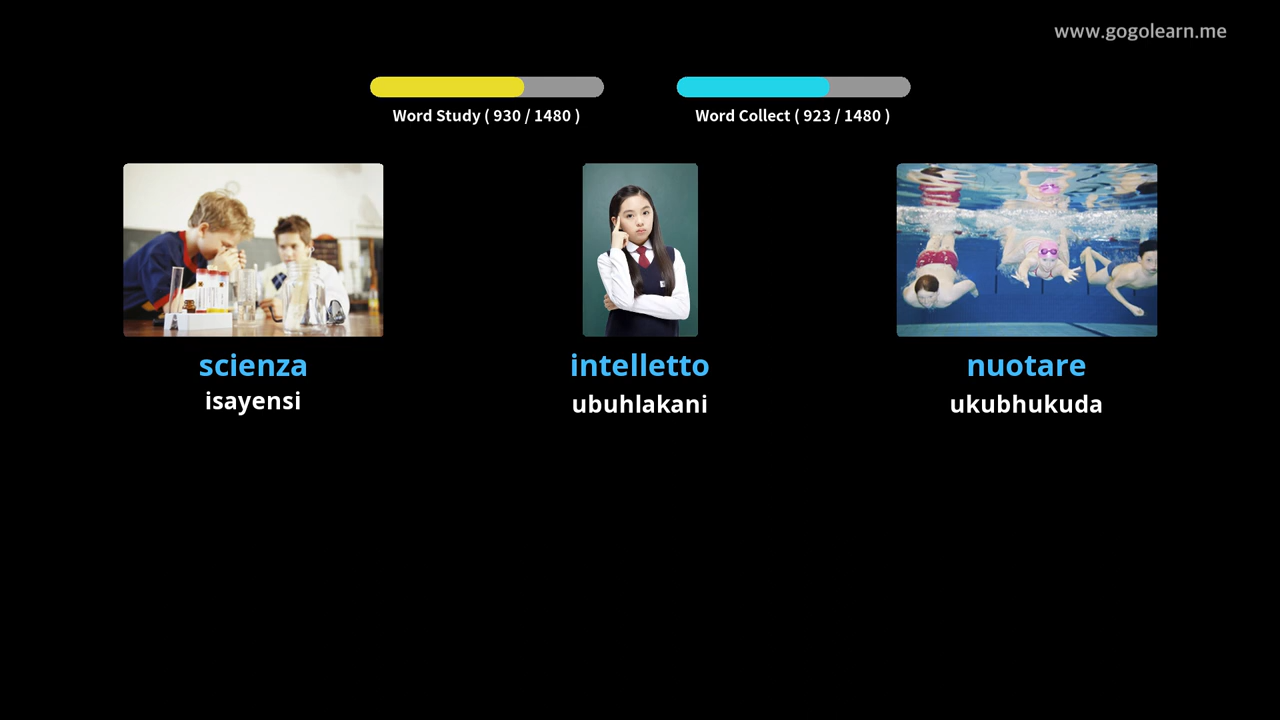 www.gogolearn.me
Word Study ( 930 / 1480 )
Word Collect ( 923 / 1480 )
scienza
intelletto
nuotare
isayensi
ubuhlakani
ukubhukuda